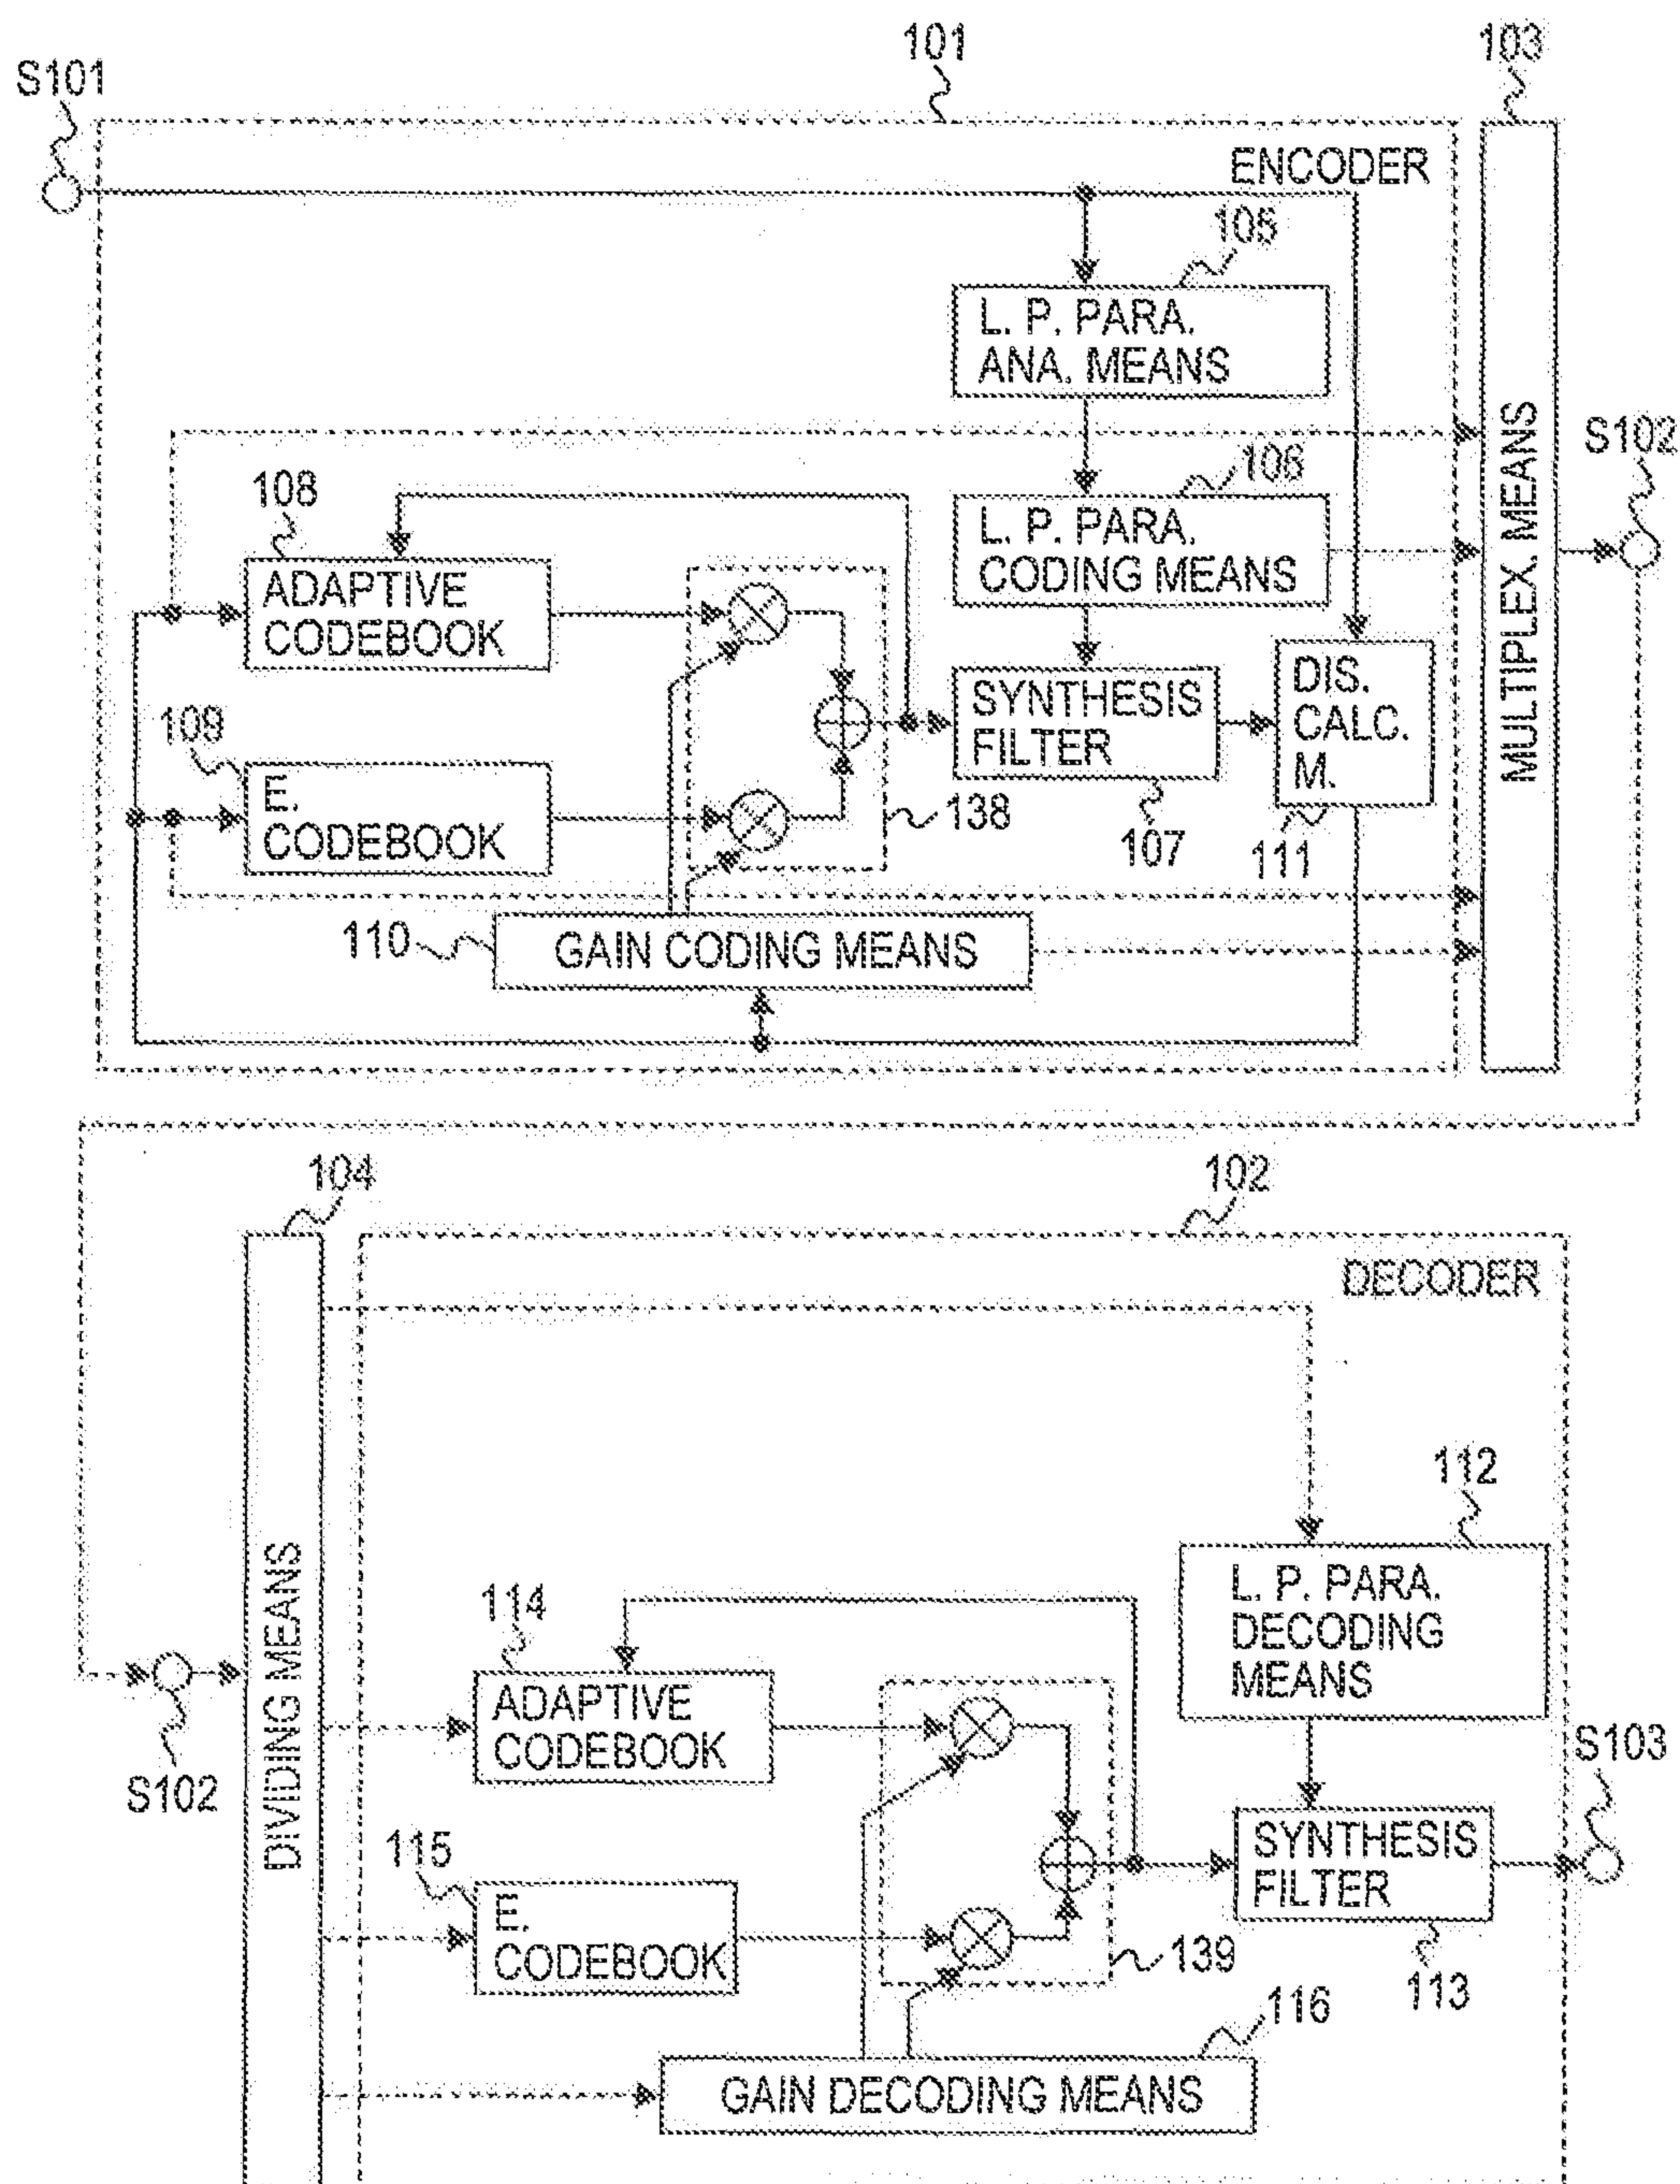 101
103
S101
ENCODER
105
L. P. PARA.
ANA. MEANS
MULTIPLEX. MEANS
S102
106
108
L. P. PARA.
CODING MEANS
ADAPTIVE
CODEBOOK
DIS.
CALC.
M.
SYNTHESIS
FILTER
109
E.
CODEBOOK
138
107
111
110
GAIN CODING MEANS
104
102
DECODER
112
L. P. PARA.
DECODING
MEANS
114
DIVIDING MEANS
ADAPTIVE
CODEBOOK
S103
S102
115
SYNTHESIS
FILTER
E.
CODEBOOK
139
113
116
GAIN DECODING MEANS